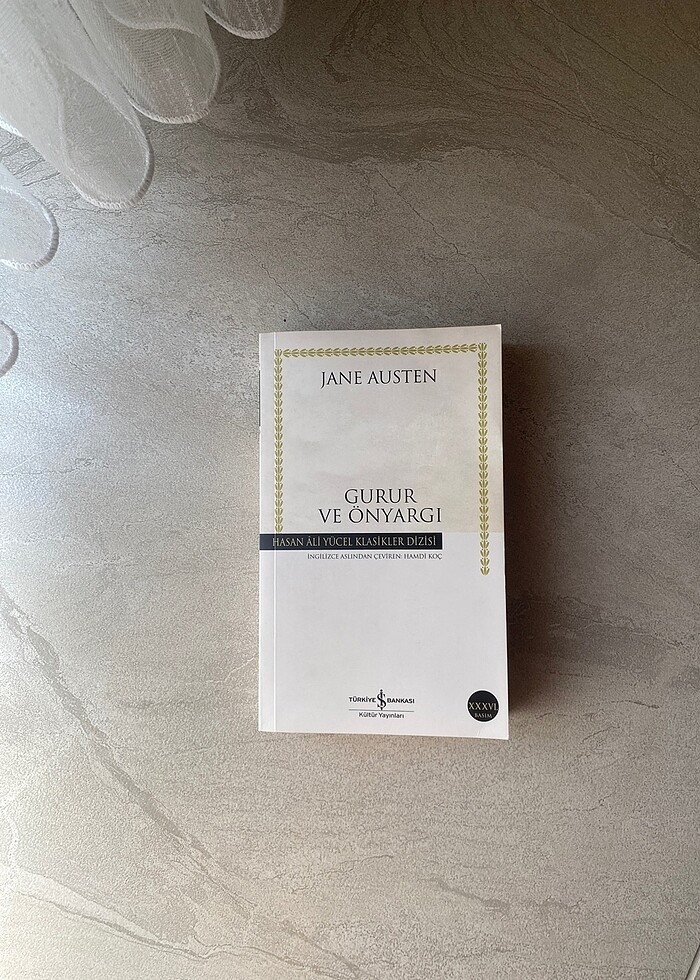 JANE AUSTEN
GURUR
VE ÖNYARGI
HASAN ÂLİ YÜCEL KLASİKLER DİZİSİ
İNGİLİZCE ASLINDAN ÇEVİREN: HAMDİ KOÇ
TÜRKİYE İŞ BANKASI
Kültür Yayınları
XXXVI.
BASIM